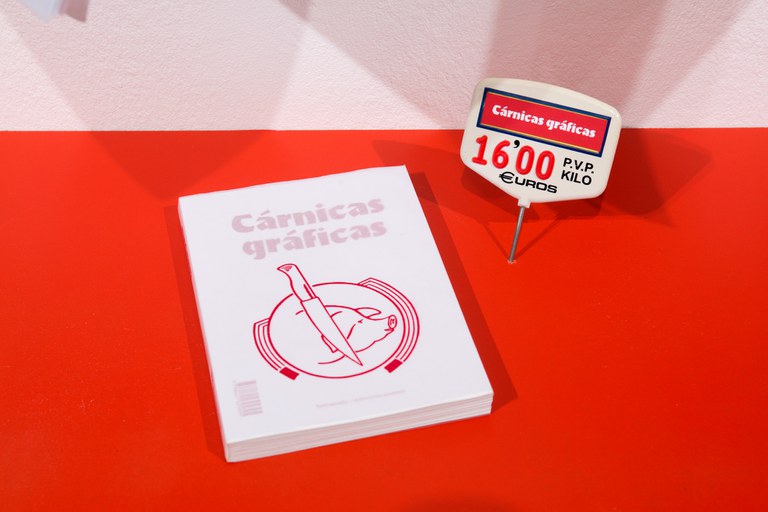 Cárnicas gráficas
16'00 P.V.P.
KILO
€UROS
Cárnicas
gráficas